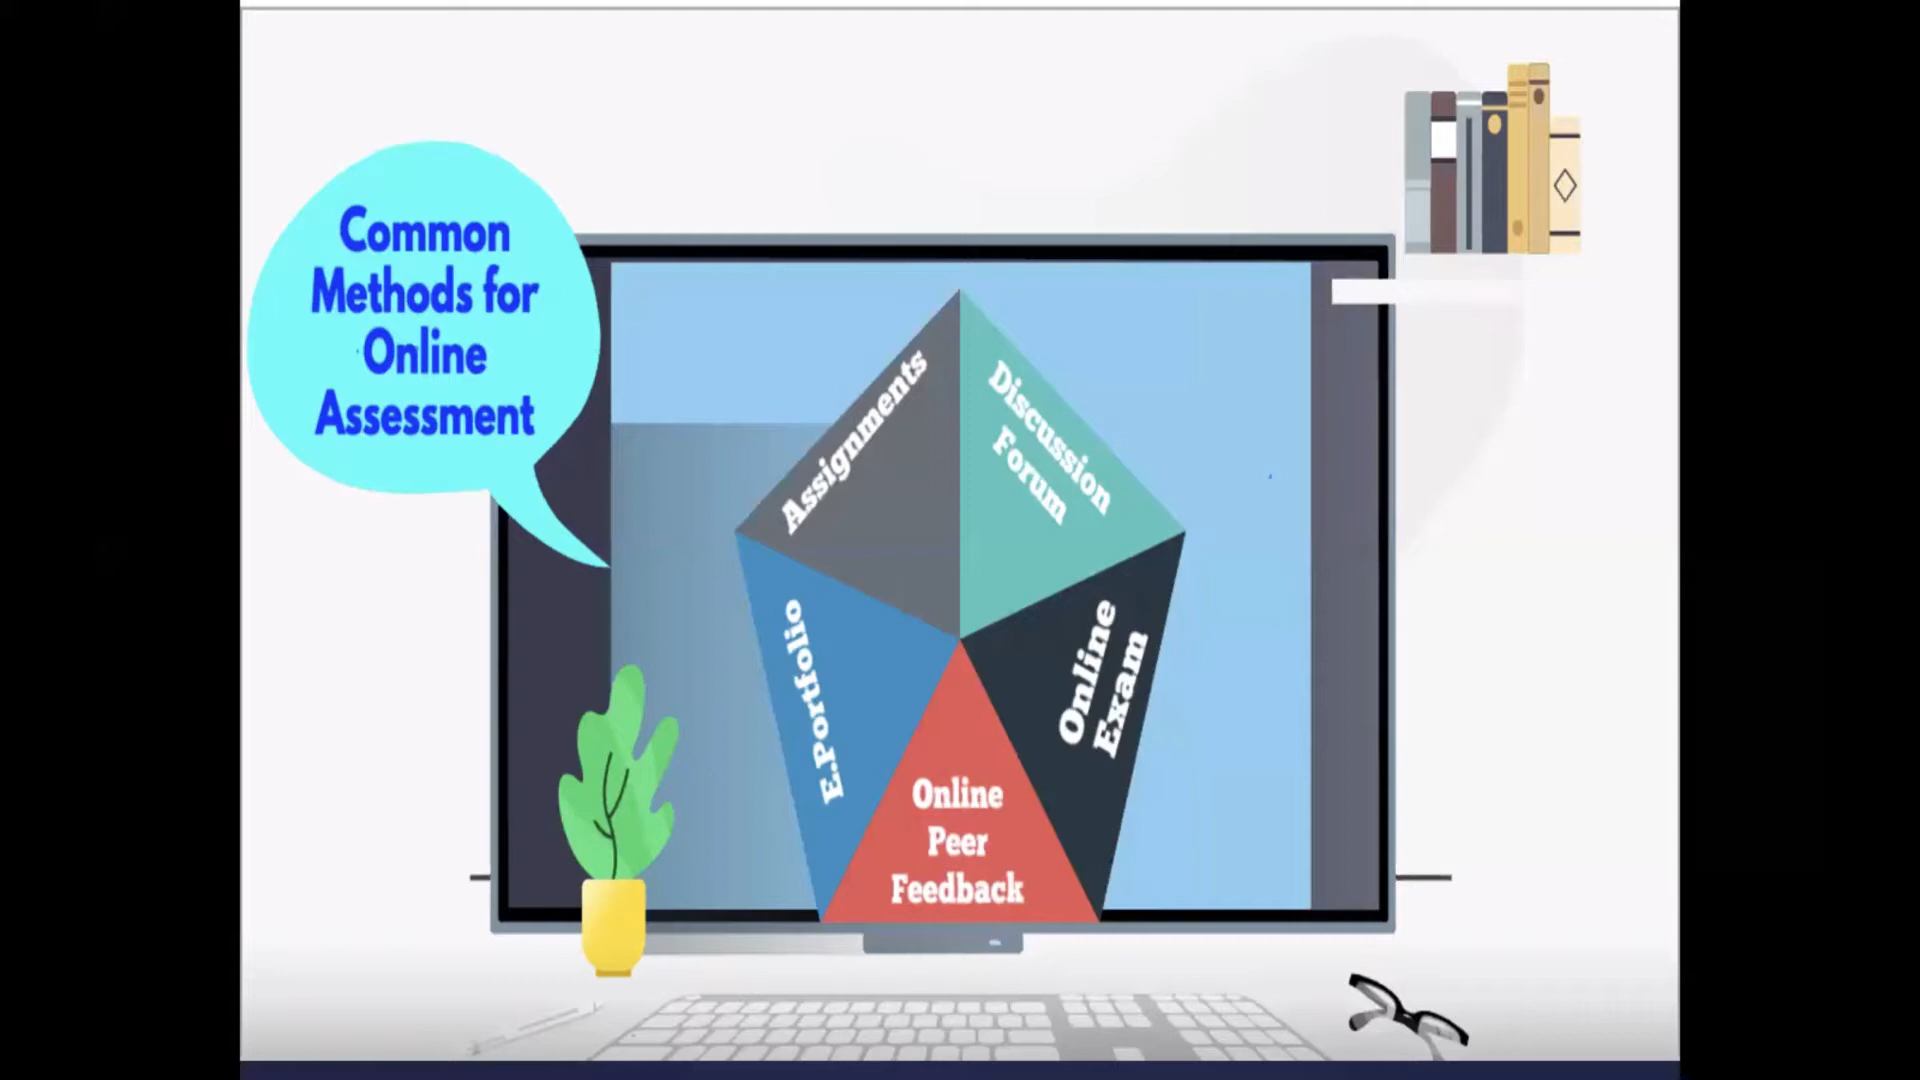 Common
Methods for
Online
Assessment
Assignments
Discussion
Forum
E.Portfolio
Online
Exam
Online
Peer
Feedback